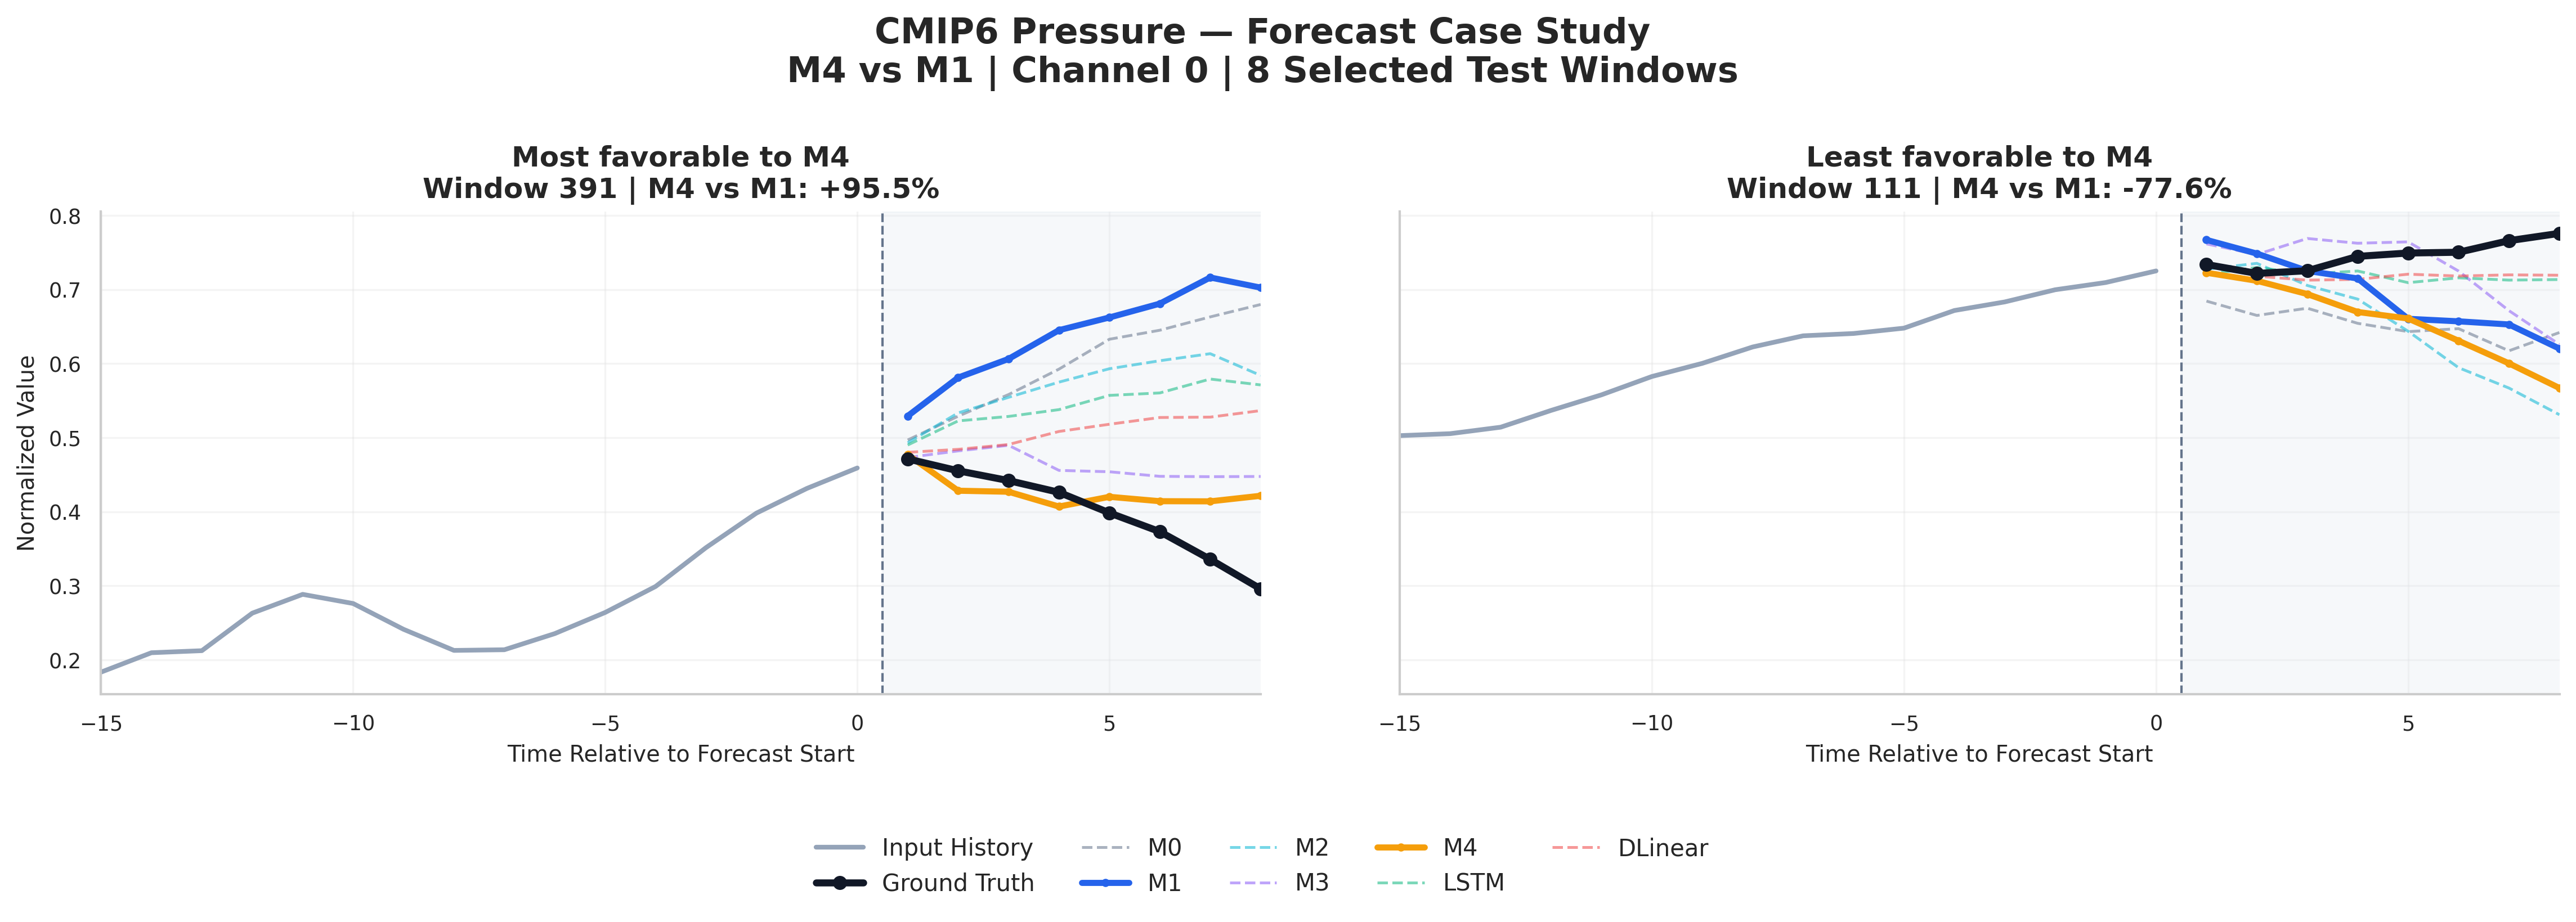 CMIP6 Pressure — Forecast Case Study
M4 vs M1 | Channel 0 | 8 Selected Test Windows
Most favorable to M4
Window 391 | M4 vs M1: +95.5%
Normalized Value
0.8
0.7
0.6
0.5
0.4
0.3
0.2
−15
−10
−5
0
5
Time Relative to Forecast Start
Least favorable to M4
Window 111 | M4 vs M1: -77.6%
−15
−10
−5
0
5
Time Relative to Forecast Start
Input History
Ground Truth
M0
M1
M2
M3
M4
LSTM
DLinear